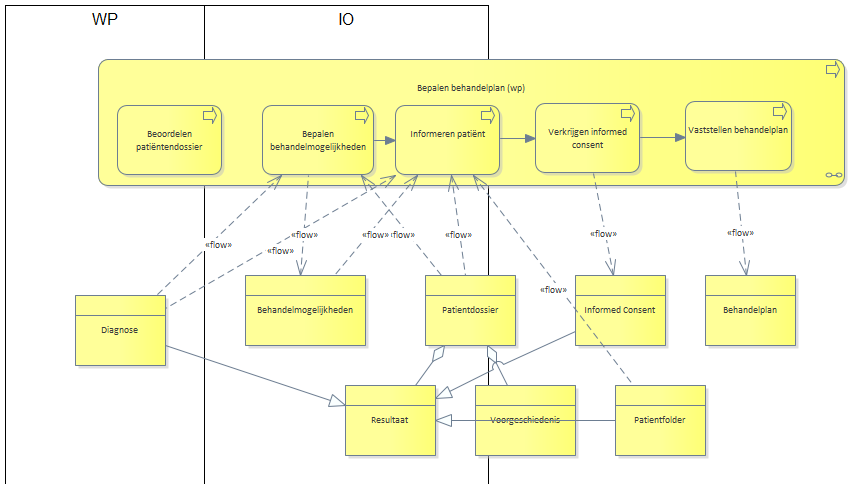 WP
IO
Bepalen behandelplan (wp)
Beoordelen
patiëntendossier
Bepalen
behandelmogelijkheden
Informeren patiënt
Verkrijgen informed
consent
Vaststellen behandelplan
«flow»
«flow»
«flow»
«flow»
«flow»
«flow»
«flow»
«flow»
«flow»
Diagnose
Behandelmogelijkheden
Patientdossier
Informed Consent
Behandelplan
Resultaat
Voorgeschiedenis
Patientfolder